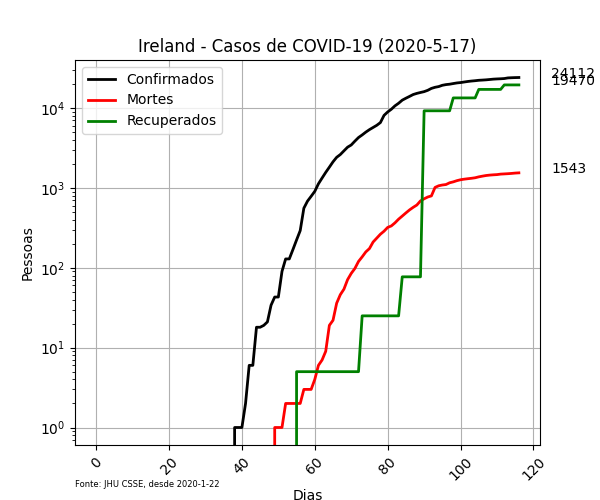 Ireland - Casos de COVID-19 (2020-5-17)
Confirmados
Mortes
Recuperados
24112
19470
1543
Pessoas
10⁴
10³
10²
10¹
10⁰
0 20 40 60 80 100 120
Fonte: JHU CSSE, desde 2020-1-22
Dias